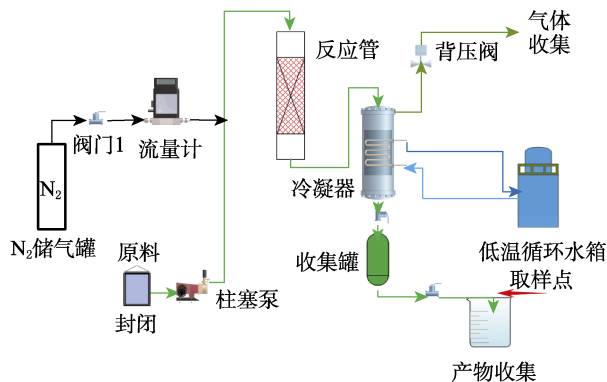 气体
收集
背压阀
反应管
阀门1
流量计
冷凝器
N2
N2储气罐
原料
封闭
柱塞泵
收集罐
低温循环水箱
取样点
产物收集